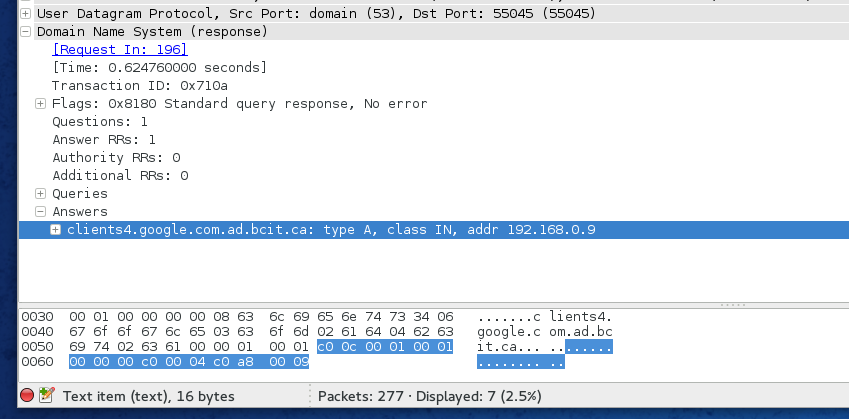 User Datagram Protocol, Src Port: domain (53), Dst Port: 55045 (55045)
Domain Name System (response)
[Request In: 196]
[Time: 0.624760000 seconds]
Transaction ID: 0x710a
Flags: 0x8180 Standard query response, No error
Questions: 1
Answer RRs: 1
Authority RRs: 0
Additional RRs: 0
Queries
Answers
clients4.google.com.ad.bcit.ca: type A, class IN, addr 192.168.0.9
0030 00 01 00 00 00 00 08 63 6c 69 65 6e 74 73 34 06 .......c lients4.
0040 67 6f 6f 67 6c 65 03 63 6f 6d 02 61 64 04 62 63 google.c om.ad.bc
0050 69 74 02 63 61 00 00 01 00 01 c0 0c 00 01 00 01 it.ca... ........
0060 00 00 00 c0 00 04 c0 a8 00 09 ........ ..
Text item (text), 16 bytes
Packets: 277 · Displayed: 7 (2.5%)